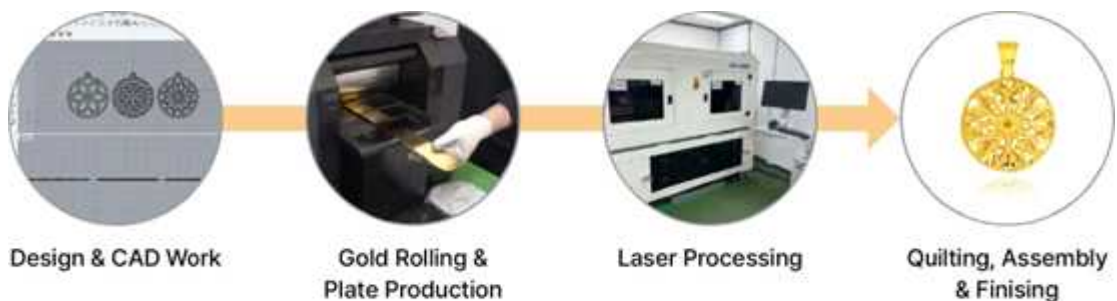 Design & CAD Work
Gold Rolling &
Plate Production
Laser Processing
Quilting, Assembly
& Finising